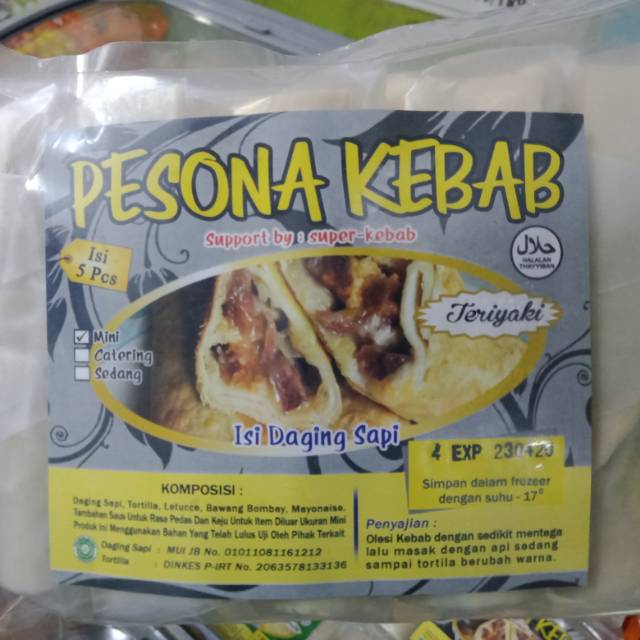 PESONA KEBAB
Support by : super-kebab
Isi
5 Pcs
حلال
HALALAN
THAYYIBAN
Teriyaki
Mini
Catering
Sedang
Isi Daging Sapi
EXP 230420
Simpan dalam frezeer
dengan suhu - 17°
KOMPOSISI :
Daging Sapi, Tortilla, Letucce, Bawang Bombay, Mayonaise.
Tambahan Saus Untuk Rasa Pedas Dan Keju Untuk Item Diluar Ukuran Mini
Produk Ini Menggunakan Bahan Yang Telah Lulus Uji Oleh Pihak Terkait
Daging Sapi : MUI JB No. 01011081161212
Tortilla : DINKES P-IRT No. 2063578133136
Penyajian :
Olesi Kebab dengan sedikit mentega
lalu masak dengan api sedang
sampai tortila berubah warna.